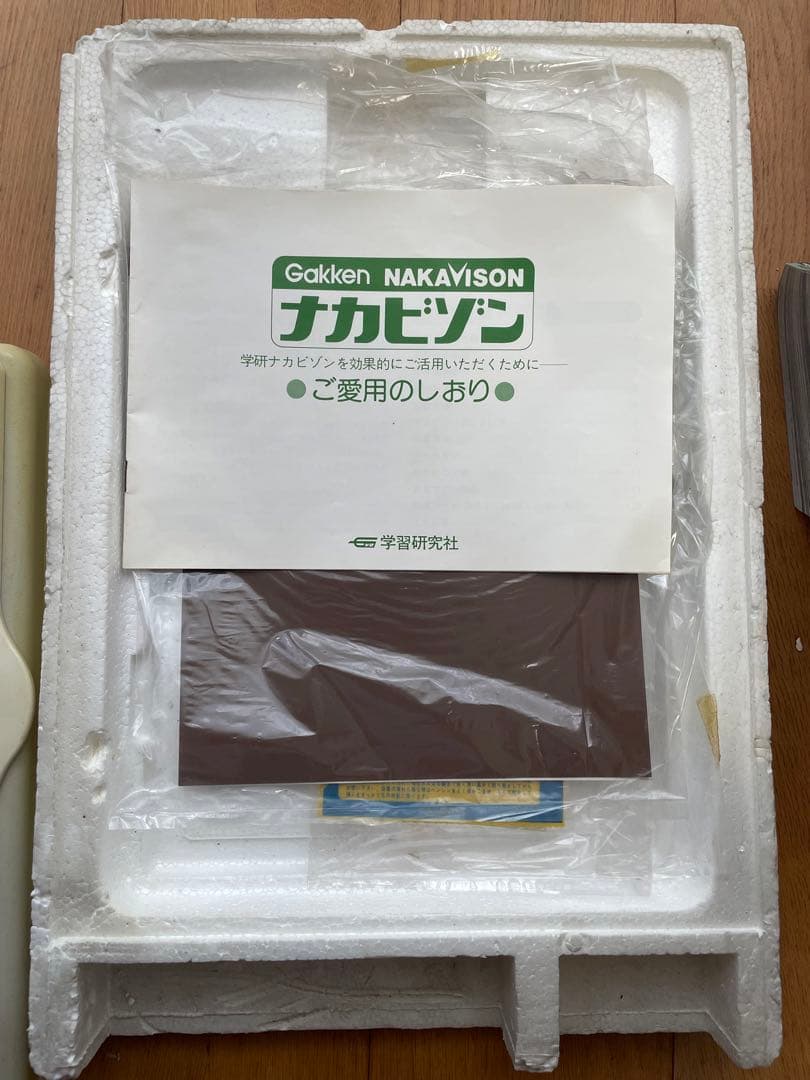 Gakken NAKAVISON
ナカビゾン
学研ナカビゾンを効果的にご活用いただくために――
●ご愛用のしおり●
学習研究社